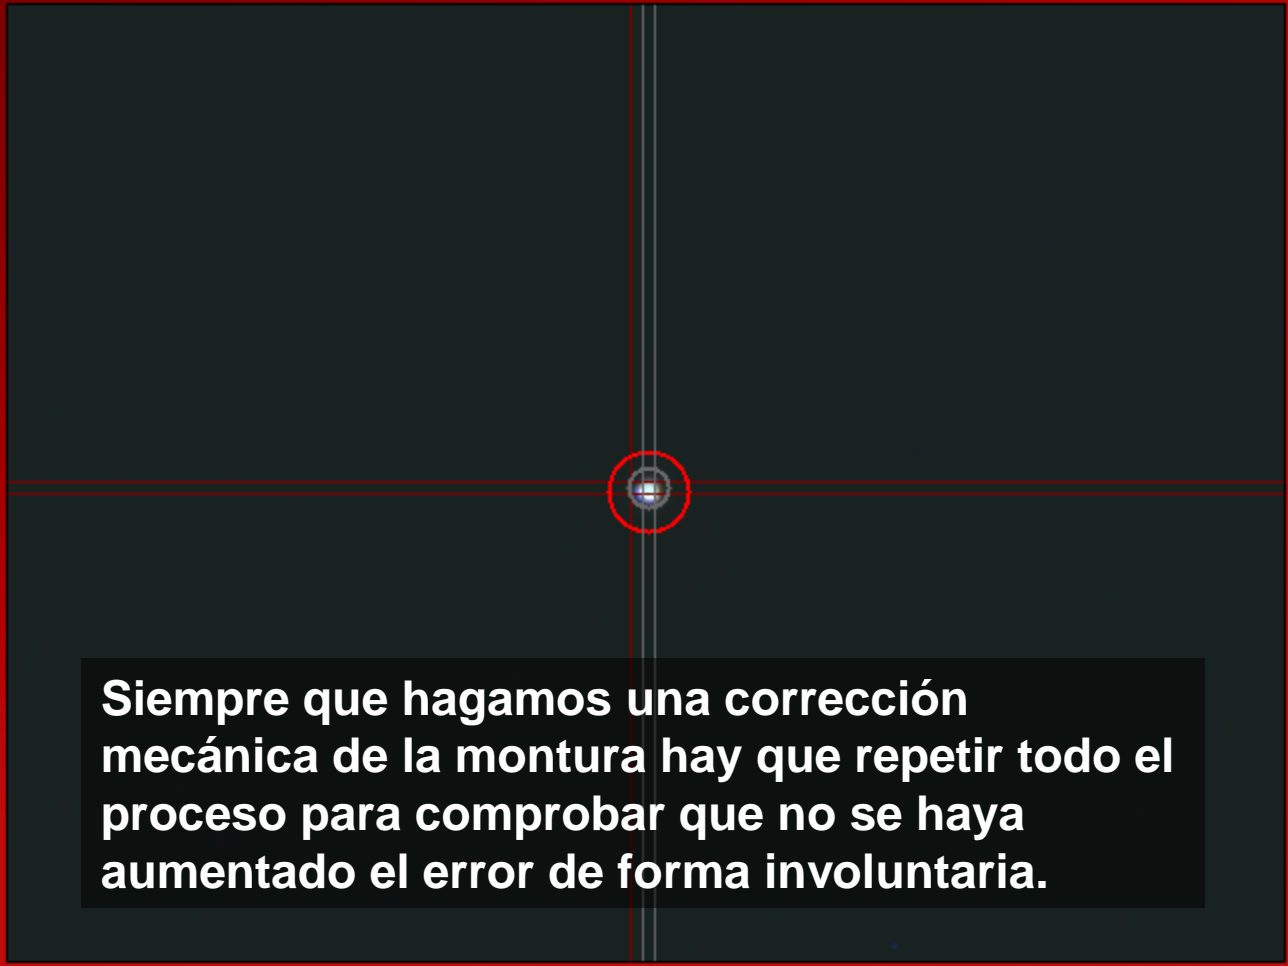 Siempre que hagamos una corrección
mecánica de la montura hay que repetir todo el
proceso para comprobar que no se haya
aumentado el error de forma involuntaria.